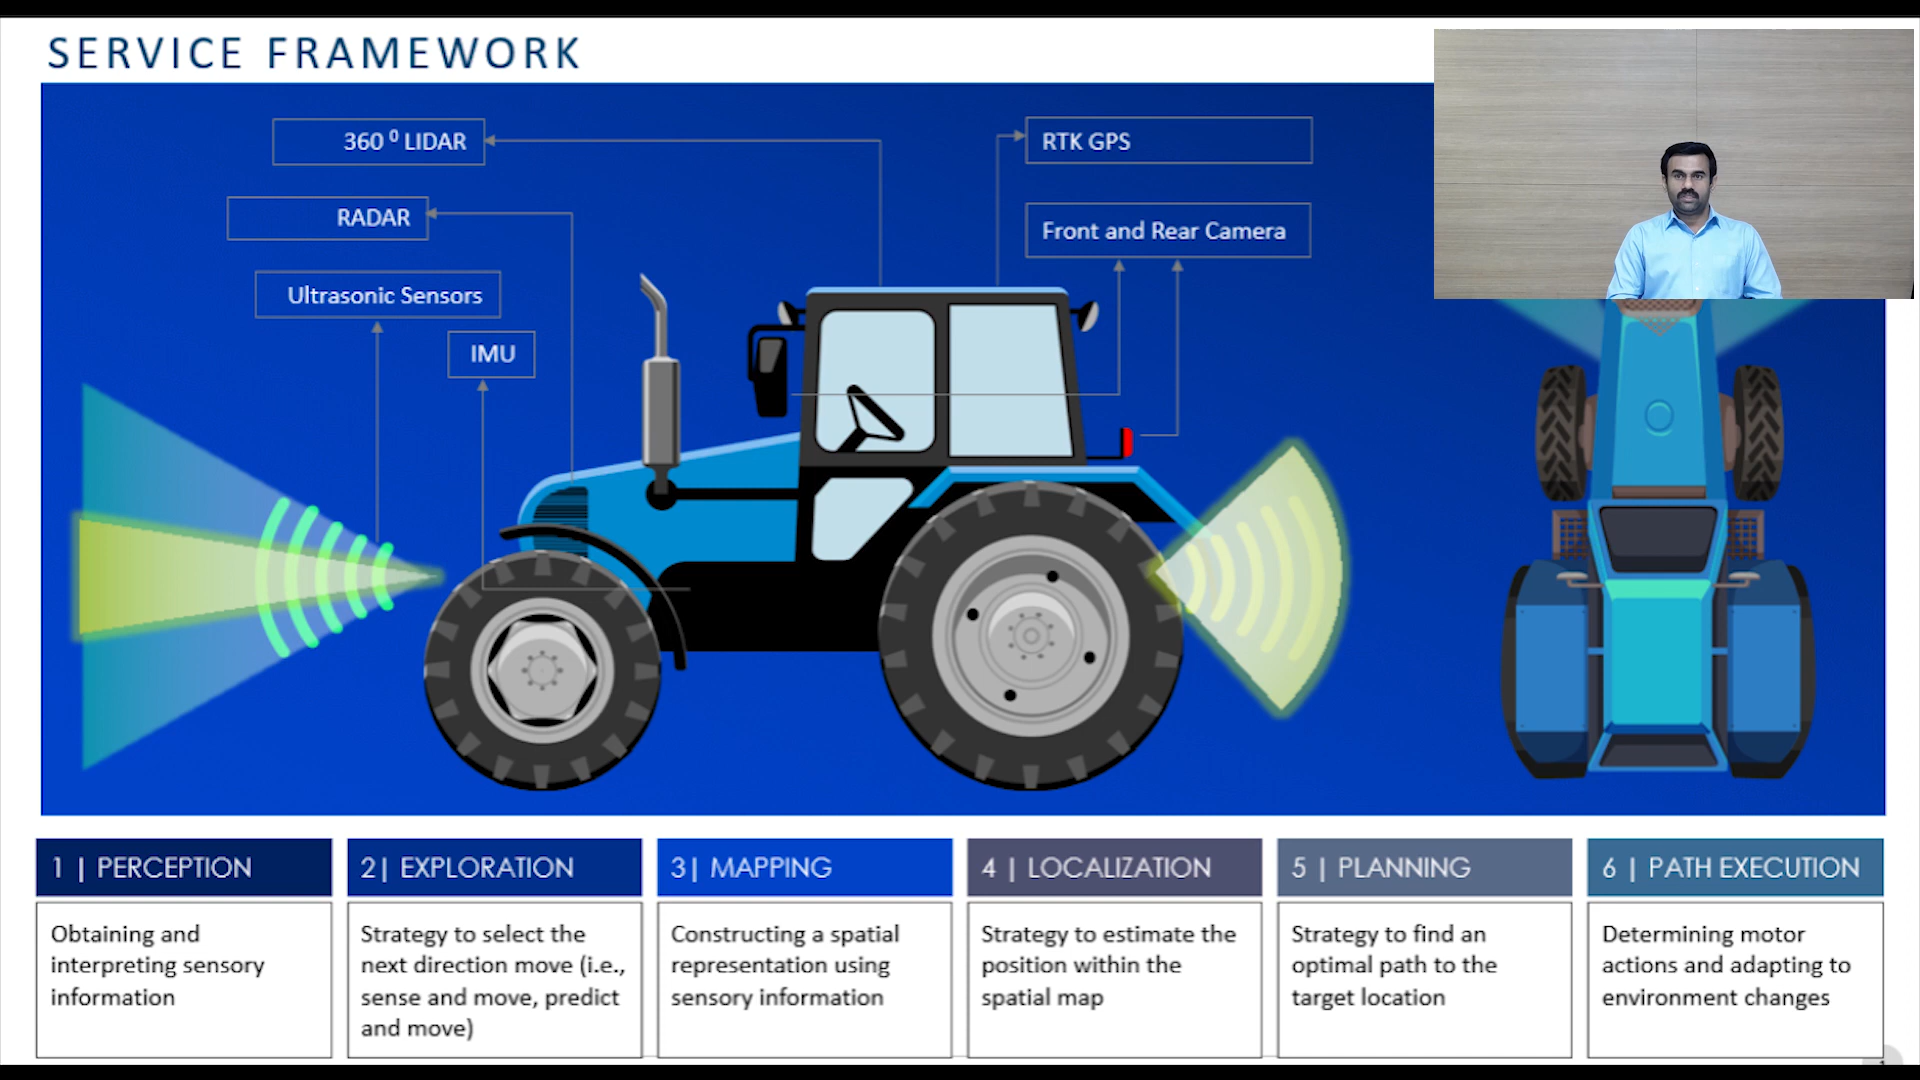 SERVICE FRAMEWORK
360 ⁰ LIDAR
RTK GPS
RADAR
Front and Rear Camera
Ultrasonic Sensors
IMU
1 | PERCEPTION
Obtaining and
interpreting sensory
information
2| EXPLORATION
Strategy to select the
next direction move (i.e.,
sense and move, predict
and move)
3| MAPPING
Constructing a spatial
representation using
sensory information
4 | LOCALIZATION
Strategy to estimate the
position within the
spatial map
5 | PLANNING
Strategy to find an
optimal path to the
target location
6 | PATH EXECUTION
Determining motor
actions and adapting to
environment changes